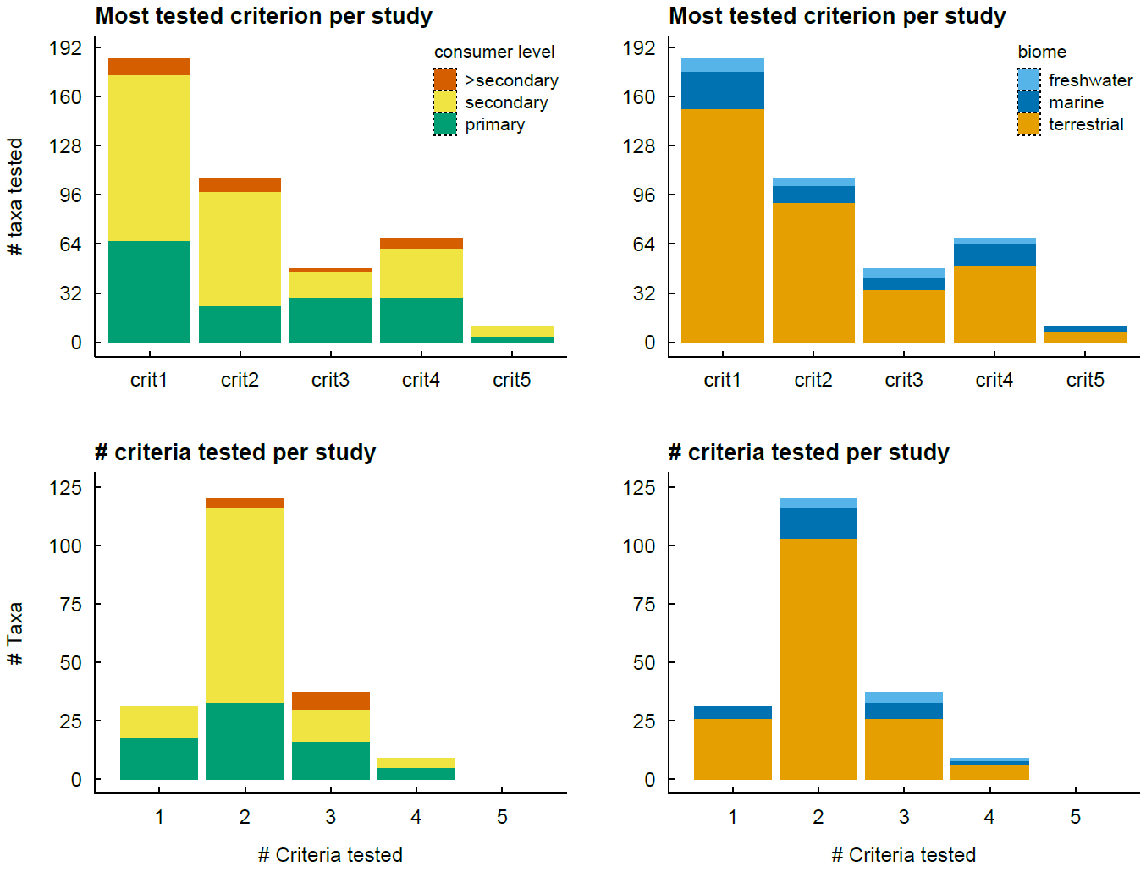 Most tested criterion per study
# taxa tested
192
160
128
96
64
32
0
consumer level
>secondary
secondary
primary
crit1 crit2 crit3 crit4 crit5
Most tested criterion per study
192
160
128
96
64
32
0
biome
freshwater
marine
terrestrial
crit1 crit2 crit3 crit4 crit5
# criteria tested per study
# Taxa
125
100
75
50
25
0
1 2 3 4 5
# Criteria tested
# criteria tested per study
125
100
75
50
25
0
1 2 3 4 5
# Criteria tested